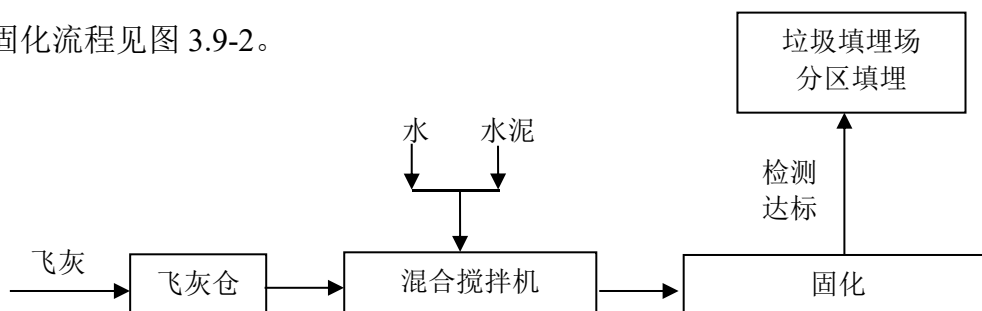 固化流程见图 3.9-2。
垃圾填埋场
分区填埋
水
水泥
检测
达标
飞灰
飞灰仓
混合搅拌机
固化